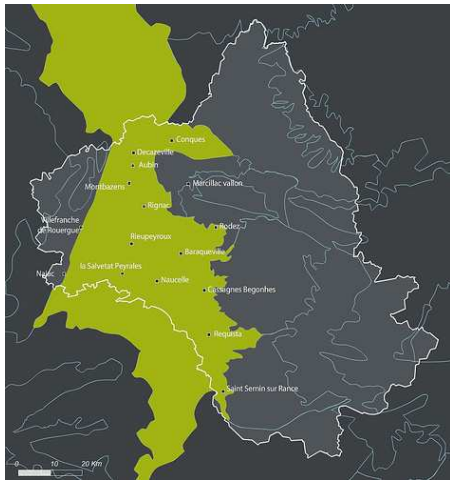 Conques
Decazeville
Aubin
Montbazens
Marcillac vallon
Rignac
Villefranche
de Rouergue
Rodez
Rieupeyroux
Baraqueville
la Salvetat Peyrales
Najac
Naucelle
Cassagnes Begonhes
Requista
Saint Sernin sur Rance
0 10 20 Km